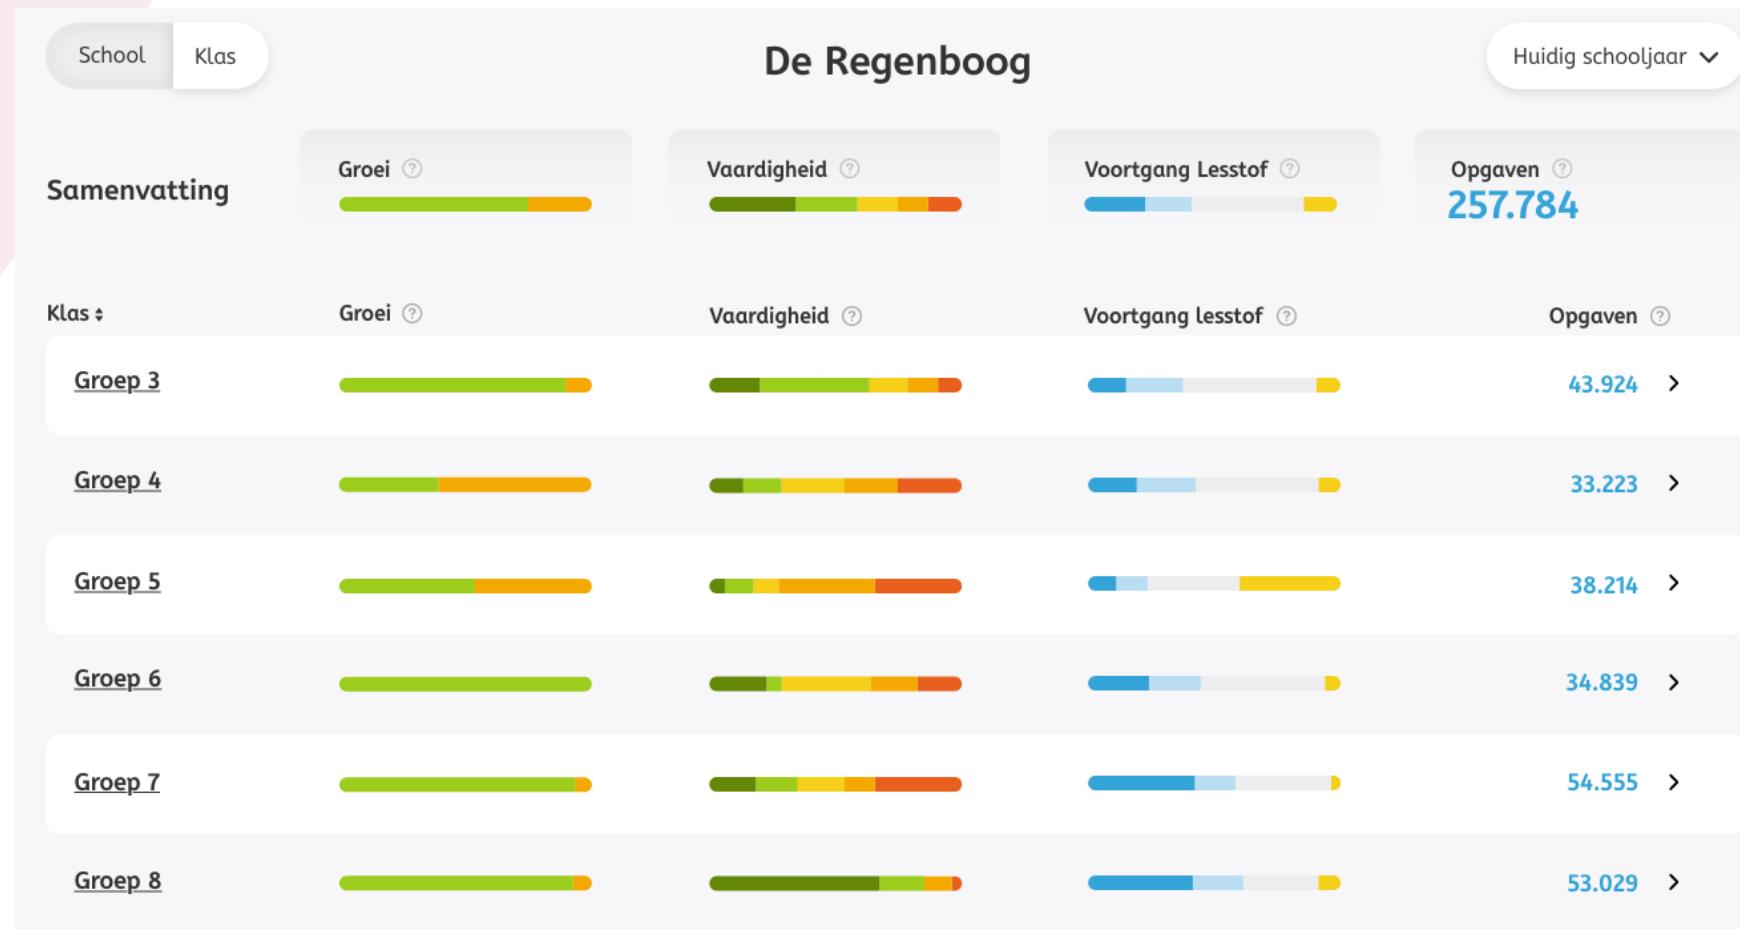 School Klas
De Regenboog
Huidig schooljaar
Samenvatting
Groei ?
Vaardigheid ?
Voortgang Lesstof ?
Opgaven ?
257.784
Klas Groei ? Vaardigheid ? Voortgang lesstof ? Opgaven ?
Groep 3 43.924
Groep 4 33.223
Groep 5 38.214
Groep 6 34.839
Groep 7 54.555
Groep 8 53.029